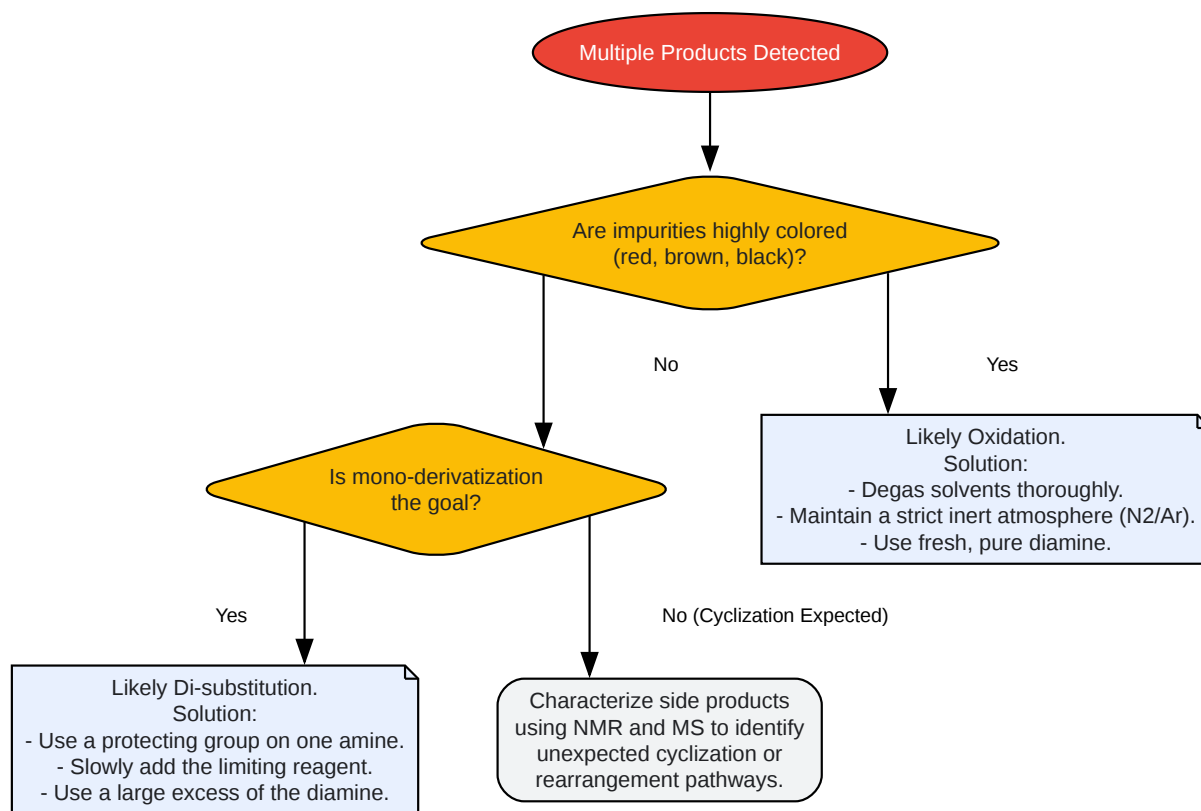 Multiple Products Detected
Are impurities highly colored
(red, brown, black)?
No
Yes
Likely Oxidation.
Solution:
- Degas solvents thoroughly.
- Maintain a strict inert atmosphere (N2/Ar).
- Use fresh, pure diamine.
Is mono-derivatization
the goal?
Yes
No (Cyclization Expected)
Likely Di-substitution.
Solution:
- Use a protecting group on one amine.
- Slowly add the limiting reagent.
- Use a large excess of the diamine.
Characterize side products
using NMR and MS to identify
unexpected cyclization or
rearrangement pathways.